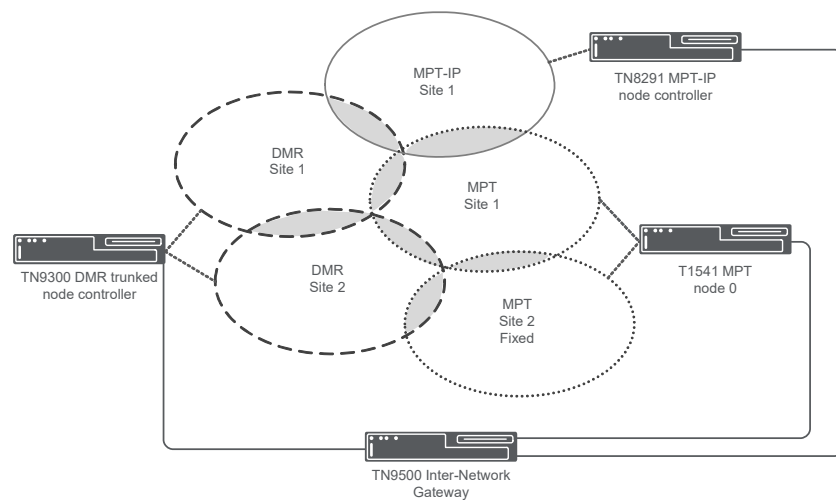 MPT-IP
Site 1
TN8291 MPT-IP
node controller
DMR
Site 1
MPT
Site 1
TN9300 DMR trunked
node controller
DMR
Site 2
T1541 MPT
node 0
MPT
Site 2
Fixed
TN9500 Inter-Network
Gateway